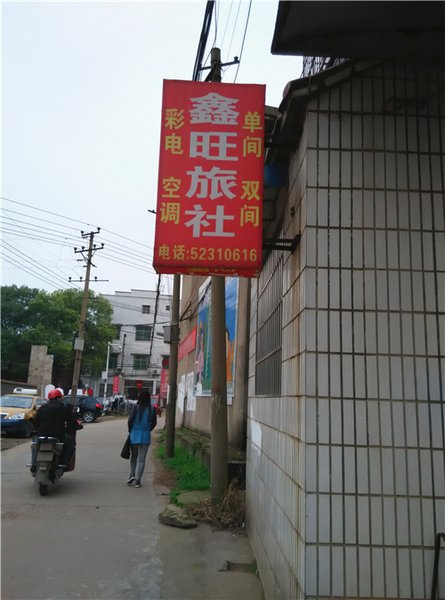 鑫旺旅社
彩电
空调
单间
双间
电话:52310616